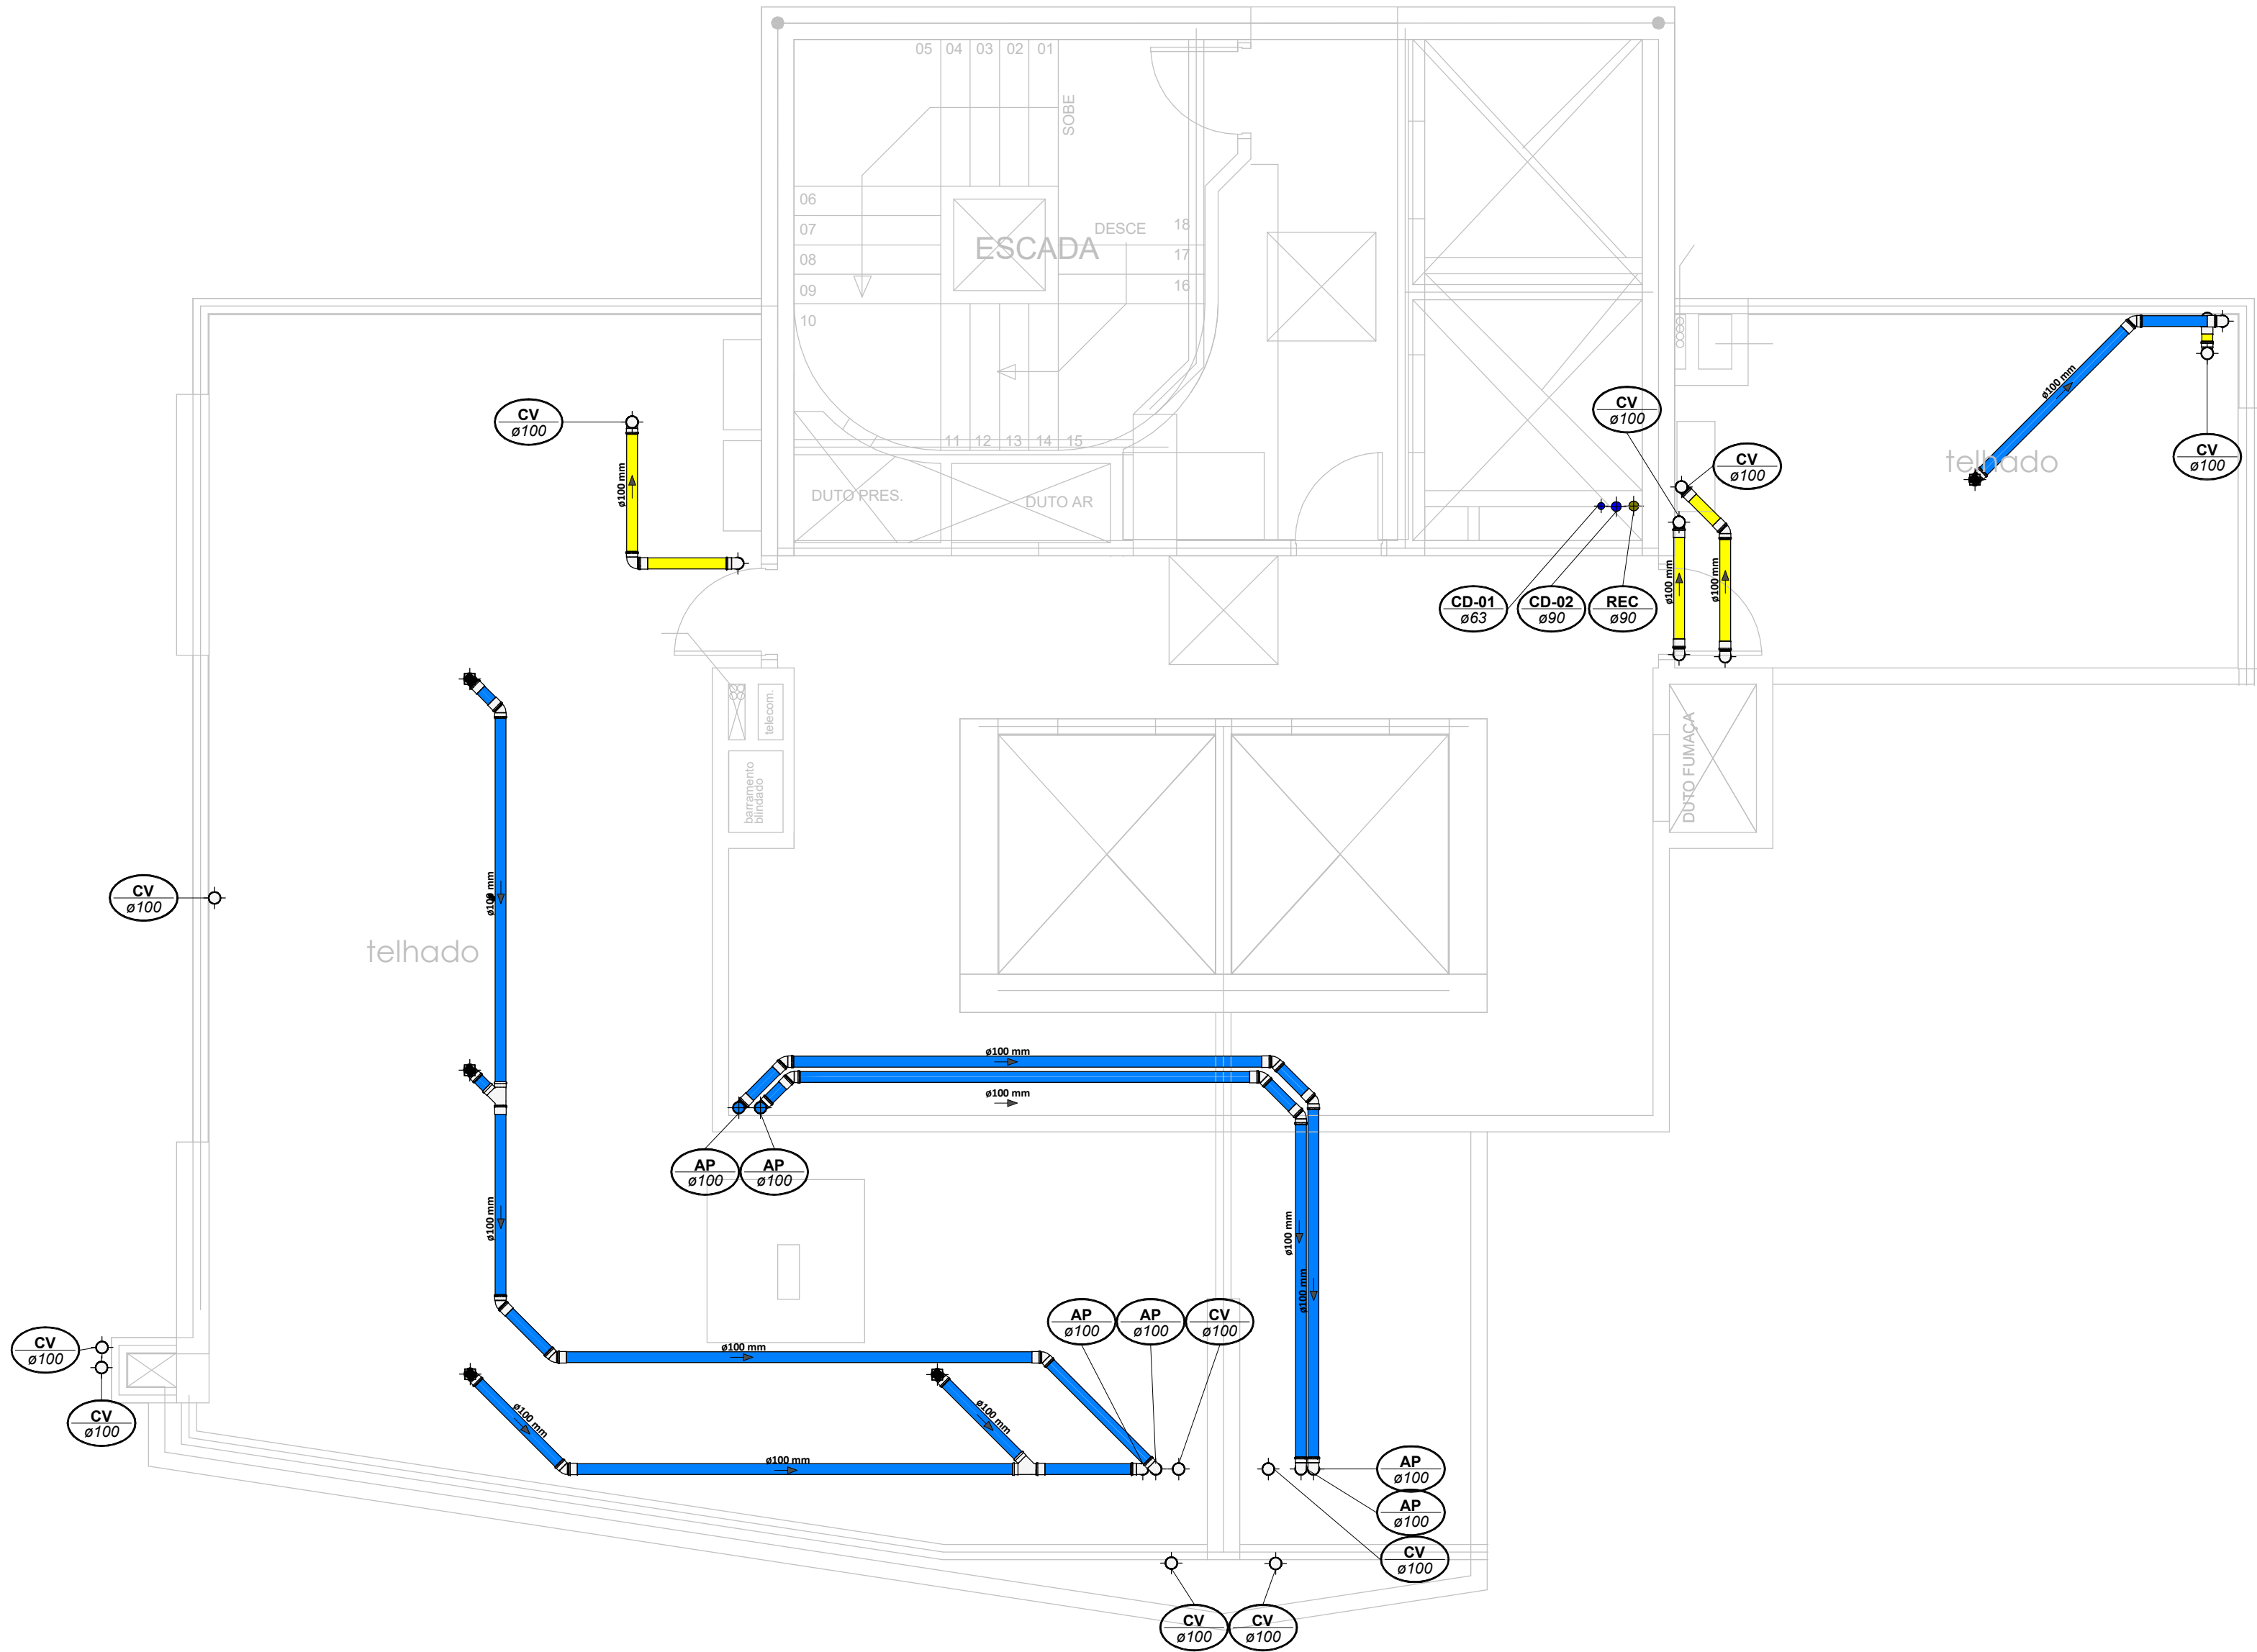 05 04 03 02 01
SOBE
06
07
08
09
10
ESCADA
DESCE
18
17
16
11 12 13 14 15
DUTO PRES.
DUTO AR
CV
ø100
ø100 mm
CV
ø100
CV
ø100
ø100 mm
ø100 mm
CD-01
ø63
CD-02
ø90
REC
ø90
ø100 mm
telhado
CV
ø100
telecom.
barramento
blindado
DUTO FUMAÇA
CV
ø100
ø100 mm
telhado
ø100 mm
ø100 mm
AP
ø100
AP
ø100
ø100 mm
ø100 mm
ø100 mm
AP
ø100
AP
ø100
CV
ø100
CV
ø100
CV
ø100
ø100 mm
ø100 mm
ø100 mm
ø100 mm
AP
ø100
AP
ø100
CV
ø100
CV
ø100
CV
ø100